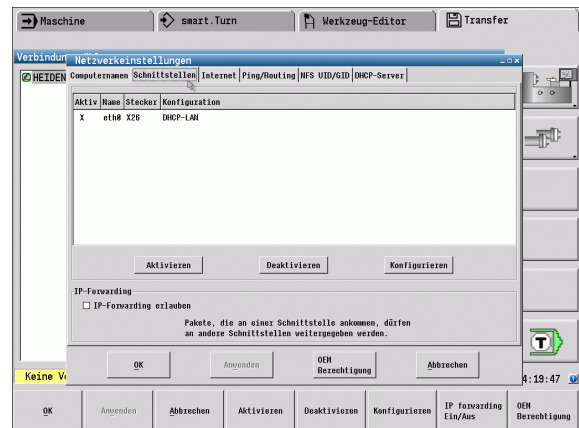 Maschine
smart.Turn
Werkzeug-Editor
Transfer
Netzwerkeinstellungen
HEIDEN
Computernamen Schnittstellen Internet Ping/Routing NFS UID/GID DHCP-Server
Aktiv Name Stecker Konfiguration
X eth0 X26 DHCP-LAN
Aktivieren Deaktivieren Konfigurieren
IP-Forwarding
IP-Forwarding erlauben
Pakete, die an einer Schnittstelle ankommen, dürfen
an andere Schnittstellen weitergegeben werden.
OK Anwenden OEM Berechtigung Abbrechen
Keine
4:19:47
OK Anwenden Abbrechen Aktivieren Deaktivieren Konfigurieren IP forwarding Ein/Aus OEM Berechtigung
T